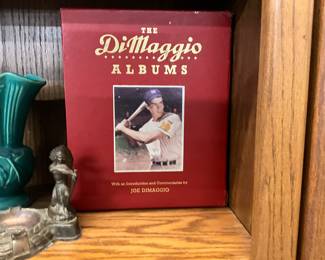 THE
DiMaggio
ALBUMS
With an Introduction and Commentaries by
JOE DIMAGGIO